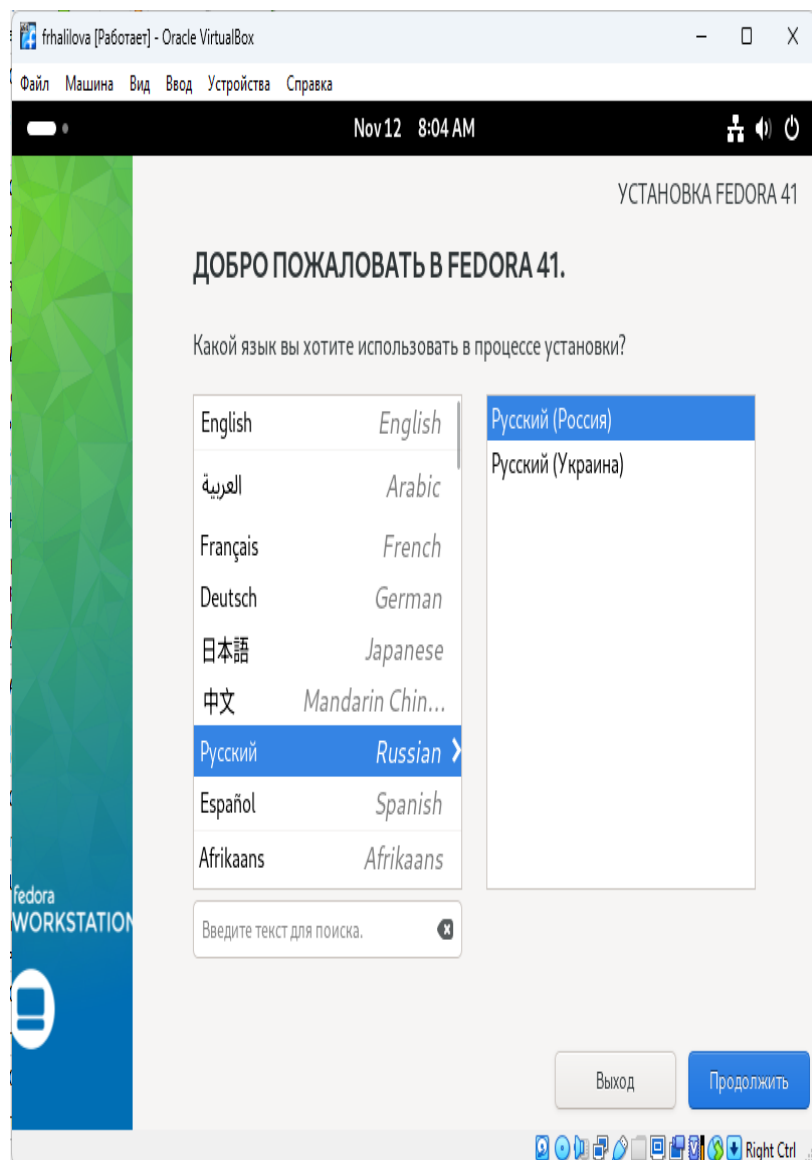 frhalilova [Работает] - Oracle VirtualBox
Файл Машина Вид Ввод Устройства Справка
Nov 12 8:04 AM
УСТАНОВКА FEDORA 41
ДОБРО ПОЖАЛОВАТЬ В FEDORA 41.
Какой язык вы хотите использовать в процессе установки?
English English
العربية Arabic
Français French
Deutsch German
日本語 Japanese
中文 Mandarin Chin...
Русский Russian
Español Spanish
Afrikaans Afrikaans
Русский (Россия)
Русский (Украина)
Введите текст для поиска.
fedora
WORKSTATION
Выход Продолжить
Right Ctrl